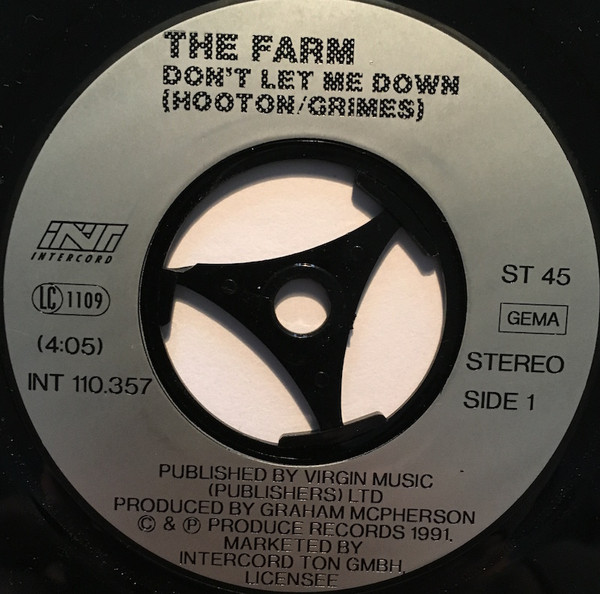 THE FARM
DON'T LET ME DOWN
(HOOTON/GRIMES)
INT
INTERCORD
LC 1109
(4:05)
INT 110.357
ST 45
GEMA
STEREO
SIDE 1
PUBLISHED BY VIRGIN MUSIC
(PUBLISHERS) LTD
PRODUCED BY GRAHAM MCPHERSON
© & ℗ PRODUCE RECORDS 1991.
MARKETED BY
INTERCORD TON GMBH,
LICENSEE